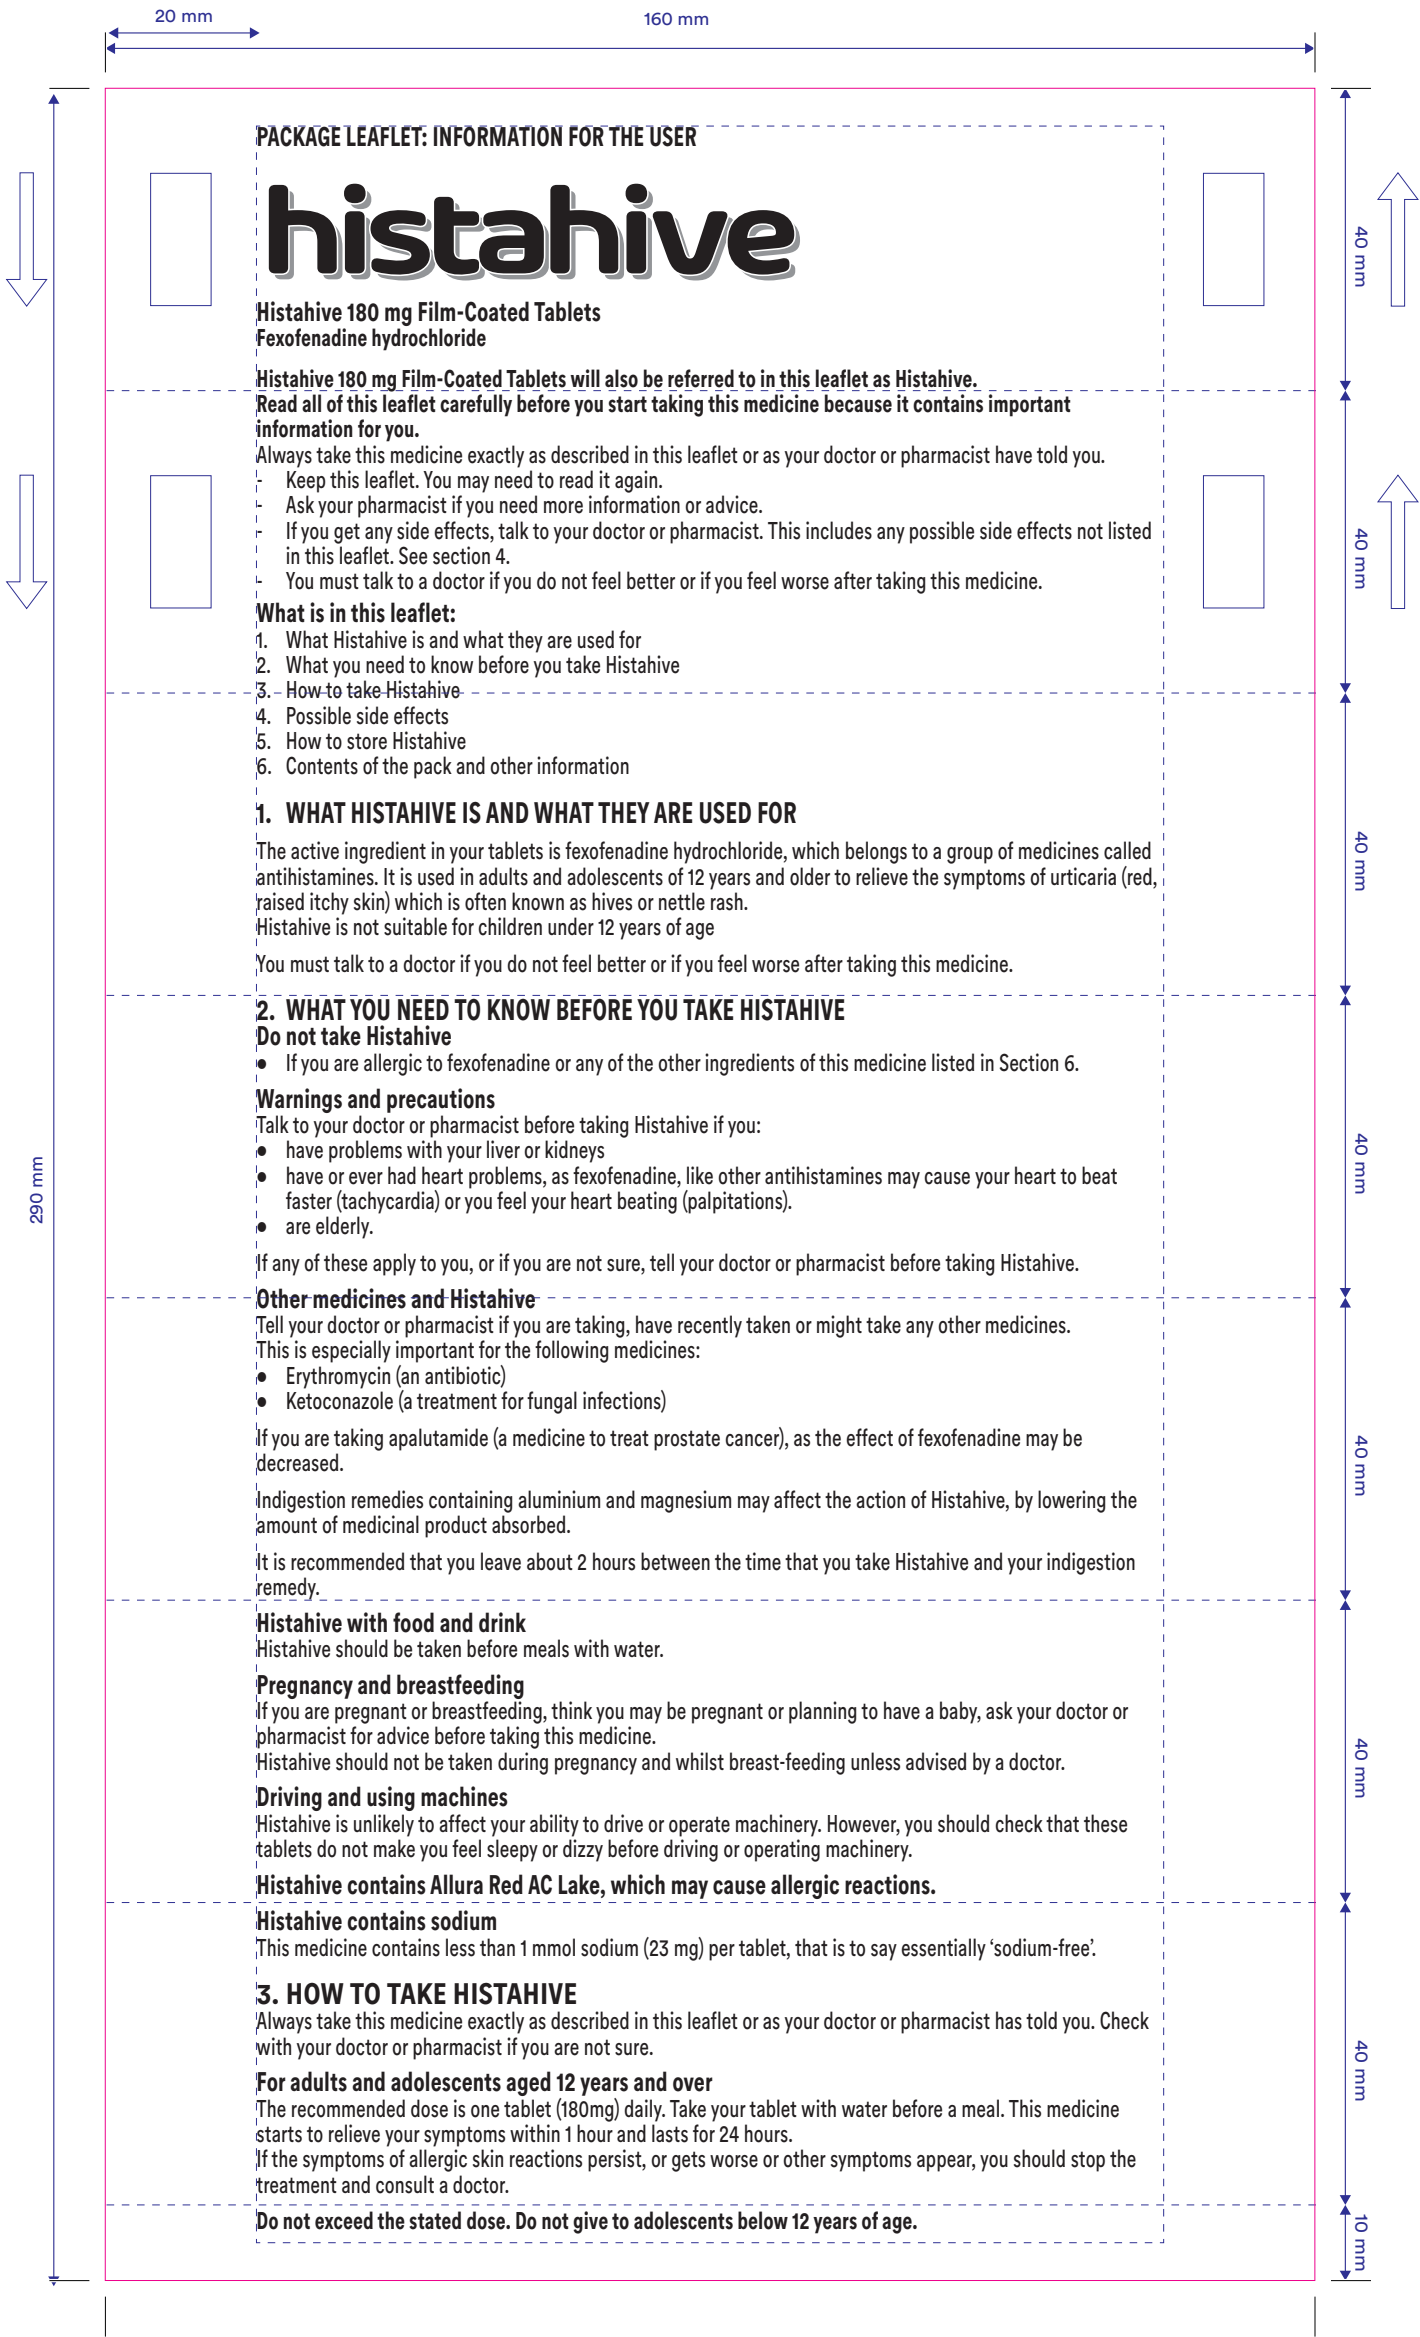 20 mm
160 mm
PACKAGE LEAFLET: INFORMATION FOR THE USER
histahive
40 mm
Histahive 180 mg Film-Coated Tablets
Fexofenadine hydrochloride
Histahive 180 mg Film-Coated Tablets will also be referred to in this leaflet as Histahive.
Read all of this leaflet carefully before you start taking this medicine because it contains important
information for you.
Always take this medicine exactly as described in this leaflet or as your doctor or pharmacist have told you.
- Keep this leaflet. You may need to read it again.
- Ask your pharmacist if you need more information or advice.
- If you get any side effects, talk to your doctor or pharmacist. This includes any possible side effects not listed
in this leaflet. See section 4.
40 mm
- You must talk to a doctor if you do not feel better or if you feel worse after taking this medicine.
What is in this leaflet:
1. What Histahive is and what they are used for
2. What you need to know before you take Histahive
3. How to take Histahive
4. Possible side effects
5. How to store Histahive
6. Contents of the pack and other information
1. WHAT HISTAHIVE IS AND WHAT THEY ARE USED FOR
The active ingredient in your tablets is fexofenadine hydrochloride, which belongs to a group of medicines called
40 mm
antihistamines. It is used in adults and adolescents of 12 years and older to relieve the symptoms of urticaria (red,
raised itchy skin) which is often known as hives or nettle rash.
Histahive is not suitable for children under 12 years of age
You must talk to a doctor if you do not feel better or if you feel worse after taking this medicine.
2. WHAT YOU NEED TO KNOW BEFORE YOU TAKE HISTAHIVE
Do not take Histahive
● If you are allergic to fexofenadine or any of the other ingredients of this medicine listed in Section 6.
Warnings and precautions
Talk to your doctor or pharmacist before taking Histahive if you:
● have problems with your liver or kidneys
40 mm
● have or ever had heart problems, as fexofenadine, like other antihistamines may cause your heart to beat
faster (tachycardia) or you feel your heart beating (palpitations).
290 mm
● are elderly.
If any of these apply to you, or if you are not sure, tell your doctor or pharmacist before taking Histahive.
Other medicines and Histahive
Tell your doctor or pharmacist if you are taking, have recently taken or might take any other medicines.
This is especially important for the following medicines:
● Erythromycin (an antibiotic)
● Ketoconazole (a treatment for fungal infections)
If you are taking apalutamide (a medicine to treat prostate cancer), as the effect of fexofenadine may be
decreased.
40 mm
Indigestion remedies containing aluminium and magnesium may affect the action of Histahive, by lowering the
amount of medicinal product absorbed.
It is recommended that you leave about 2 hours between the time that you take Histahive and your indigestion
remedy.
Histahive with food and drink
Histahive should be taken before meals with water.
Pregnancy and breastfeeding
If you are pregnant or breastfeeding, think you may be pregnant or planning to have a baby, ask your doctor or
pharmacist for advice before taking this medicine.
Histahive should not be taken during pregnancy and whilst breast-feeding unless advised by a doctor.
40 mm
Driving and using machines
Histahive is unlikely to affect your ability to drive or operate machinery. However, you should check that these
tablets do not make you feel sleepy or dizzy before driving or operating machinery.
Histahive contains Allura Red AC Lake, which may cause allergic reactions.
Histahive contains sodium
This medicine contains less than 1 mmol sodium (23 mg) per tablet, that is to say essentially ‘sodium-free’.
3. HOW TO TAKE HISTAHIVE
Always take this medicine exactly as described in this leaflet or as your doctor or pharmacist has told you. Check
with your doctor or pharmacist if you are not sure.
40 mm
For adults and adolescents aged 12 years and over
The recommended dose is one tablet (180mg) daily. Take your tablet with water before a meal. This medicine
starts to relieve your symptoms within 1 hour and lasts for 24 hours.
If the symptoms of allergic skin reactions persist, or gets worse or other symptoms appear, you should stop the
treatment and consult a doctor.
Do not exceed the stated dose. Do not give to adolescents below 12 years of age.
10 mm